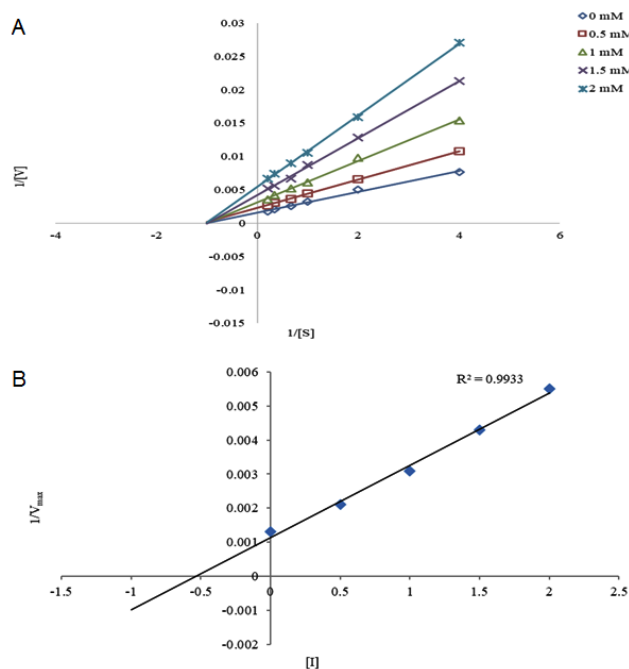 A
0.03
0.025
0.02
0.015
0.01
0.005
0
-0.005
-0.01
-0.015
-4
-2
0
2
4
6
1/[V]
1/[S]
0 mM
0.5 mM
1 mM
1.5 mM
2 mM
B
R² = 0.9933
0.006
0.005
0.004
0.003
0.002
0.001
0
-0.001
-0.002
-1.5
-1
-0.5
0
0.5
1
1.5
2
2.5
1/Vmax
[I]